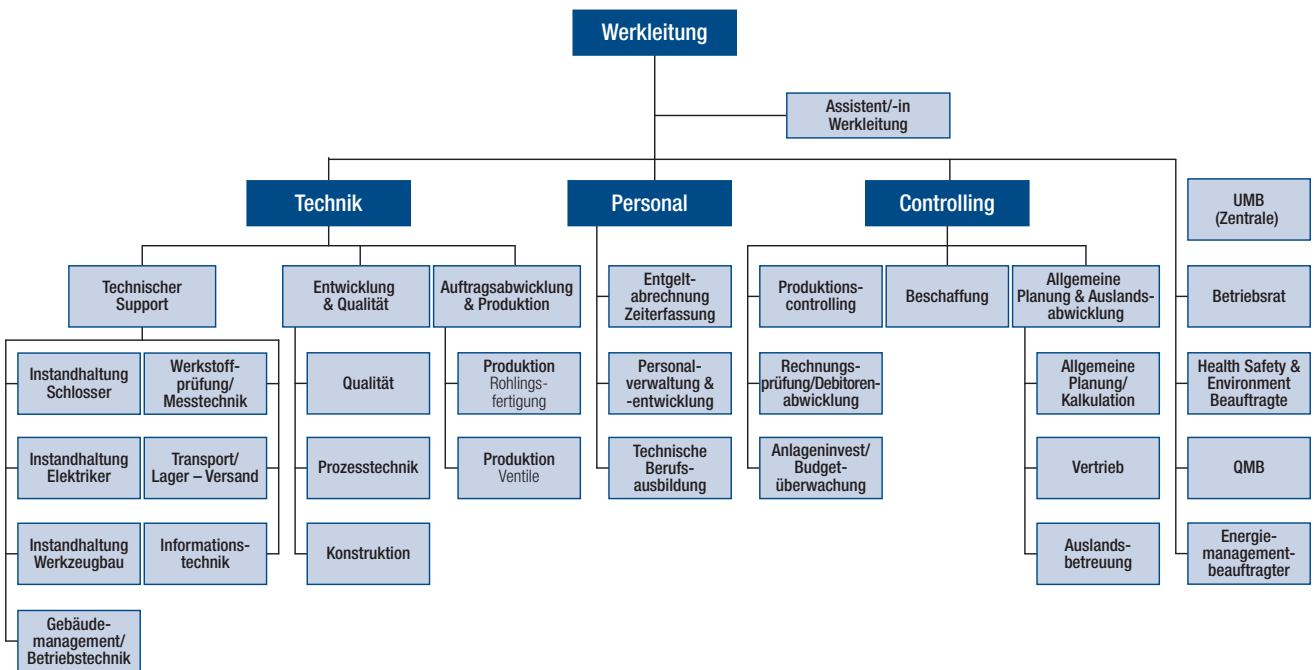 Werkleitung
Assistent/-in
Werkleitung
Technik
Personal
Controlling
UMB
(Zentrale)
Technischer
Support
Entwicklung
& Qualität
Auftragsabwicklung
& Produktion
Entgelt-
abrechnung
Zeiterfassung
Produktions-
controlling
Beschaffung
Allgemeine
Planung & Auslands-
abwicklung
Betriebsrat
Instandhaltung
Schlosser
Werkstoff-
prüfung/
Messtechnik
Qualität
Produktion
Rohlings-
fertigung
Personal-
verwaltung &
-entwicklung
Rechnungs-
prüfung/Debitoren-
abwicklung
Allgemeine
Planung/
Kalkulation
Health Safety &
Environment
Beauftragte
Instandhaltung
Elektriker
Transport/
Lager – Versand
Prozesstechnik
Produktion
Ventile
Technische
Berufs-
ausbildung
Anlageninvest/
Budget-
überwachung
Vertrieb
QMB
Instandhaltung
Werkzeugbau
Informations-
technik
Konstruktion
Auslands-
betreuung
Energie-
management-
beauftragter
Gebäude-
management/
Betriebstechnik